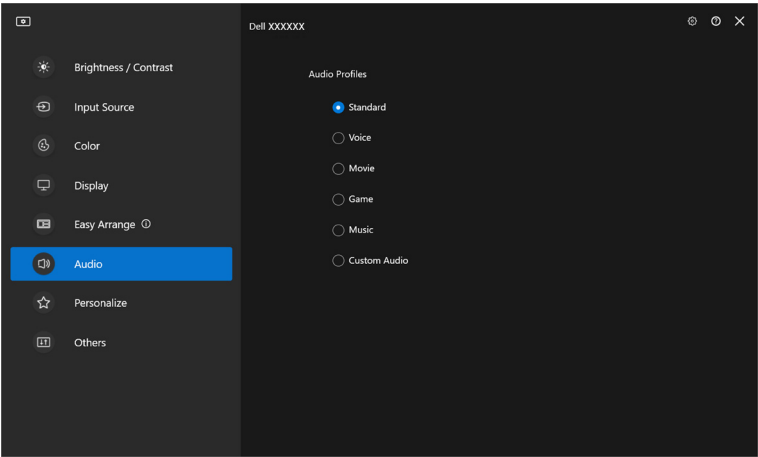 Dell XXXXXX
Brightness / Contrast
Input Source
Color
Display
Easy Arrange
Audio
Personalize
Others
Audio Profiles
Standard
Voice
Movie
Game
Music
Custom Audio